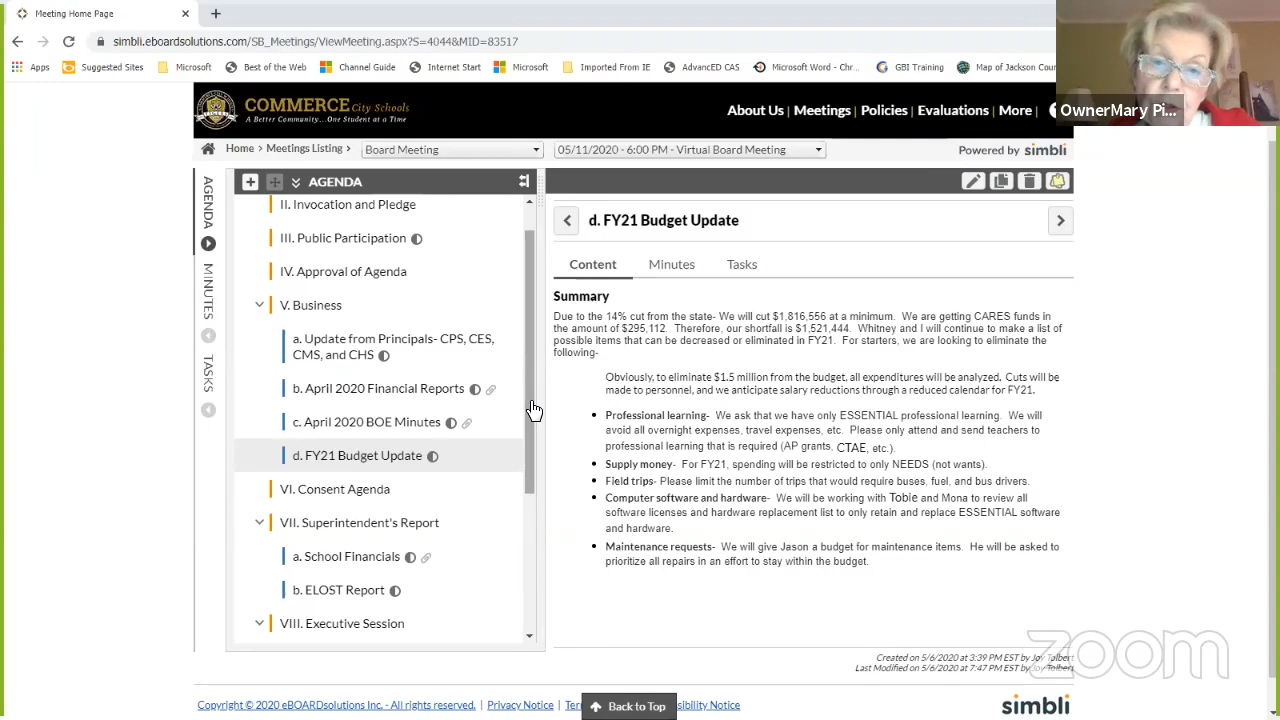 Meeting Home Page
simbli.eboardsolutions.com/SB_Meetings/ViewMeeting.aspx?S=4044&MID=83517
Apps Suggested Sites Microsoft Best of the Web Channel Guide Internet Start Microsoft Imported From IE AdvancED CAS Microsoft Word - Chr... GBI Training Map of Jackson Cou
OwnerMary Pi...
COMMERCE City Schools
A Better Community...One Student at a Time
About Us Meetings Policies Evaluations More
Home > Meetings Listing > Board Meeting 05/11/2020 - 6:00 PM - Virtual Board Meeting Powered by simbli
AGENDA
MINUTES
TASKS
AGENDA
II. Invocation and Pledge
III. Public Participation
IV. Approval of Agenda
V. Business
a. Update from Principals- CPS, CES,
CMS, and CHS
b. April 2020 Financial Reports
c. April 2020 BOE Minutes
d. FY21 Budget Update
VI. Consent Agenda
VII. Superintendent's Report
a. School Financials
b. ELOST Report
VIII. Executive Session
d. FY21 Budget Update
Content Minutes Tasks
Summary
Due to the 14% cut from the state- We will cut $1,816,556 at a minimum. We are getting CARES funds in
the amount of $295,112. Therefore, our shortfall is $1,521,444. Whitney and I will continue to make a list of
possible items that can be decreased or eliminated in FY21. For starters, we are looking to eliminate the
following-
Obviously, to eliminate $1.5 million from the budget, all expenditures will be analyzed. Cuts will be
made to personnel, and we anticipate salary reductions through a reduced calendar for FY21.
• Professional learning- We ask that we have only ESSENTIAL professional learning. We will
avoid all overnight expenses, travel expenses, etc. Please only attend and send teachers to
professional learning that is required (AP grants, CTAE, etc.).
• Supply money- For FY21, spending will be restricted to only NEEDS (not wants).
• Field trips- Please limit the number of trips that would require buses, fuel, and bus drivers.
• Computer software and hardware- We will be working with Tobie and Mona to review all
software licenses and hardware replacement list to only retain and replace ESSENTIAL software
and hardware.
• Maintenance requests- We will give Jason a budget for maintenance items. He will be asked to
prioritize all repairs in an effort to stay within the budget.
zoom
Created on 5/6/2020 at 3:39 PM EST by Joy Tolbert
Last Modified on 5/6/2020 at 7:47 PM EST by Joy Tolbert
Copyright © 2020 eBOARDsolutions Inc. - All rights reserved. Privacy Notice Ter Back to Top sibility Notice
simbli